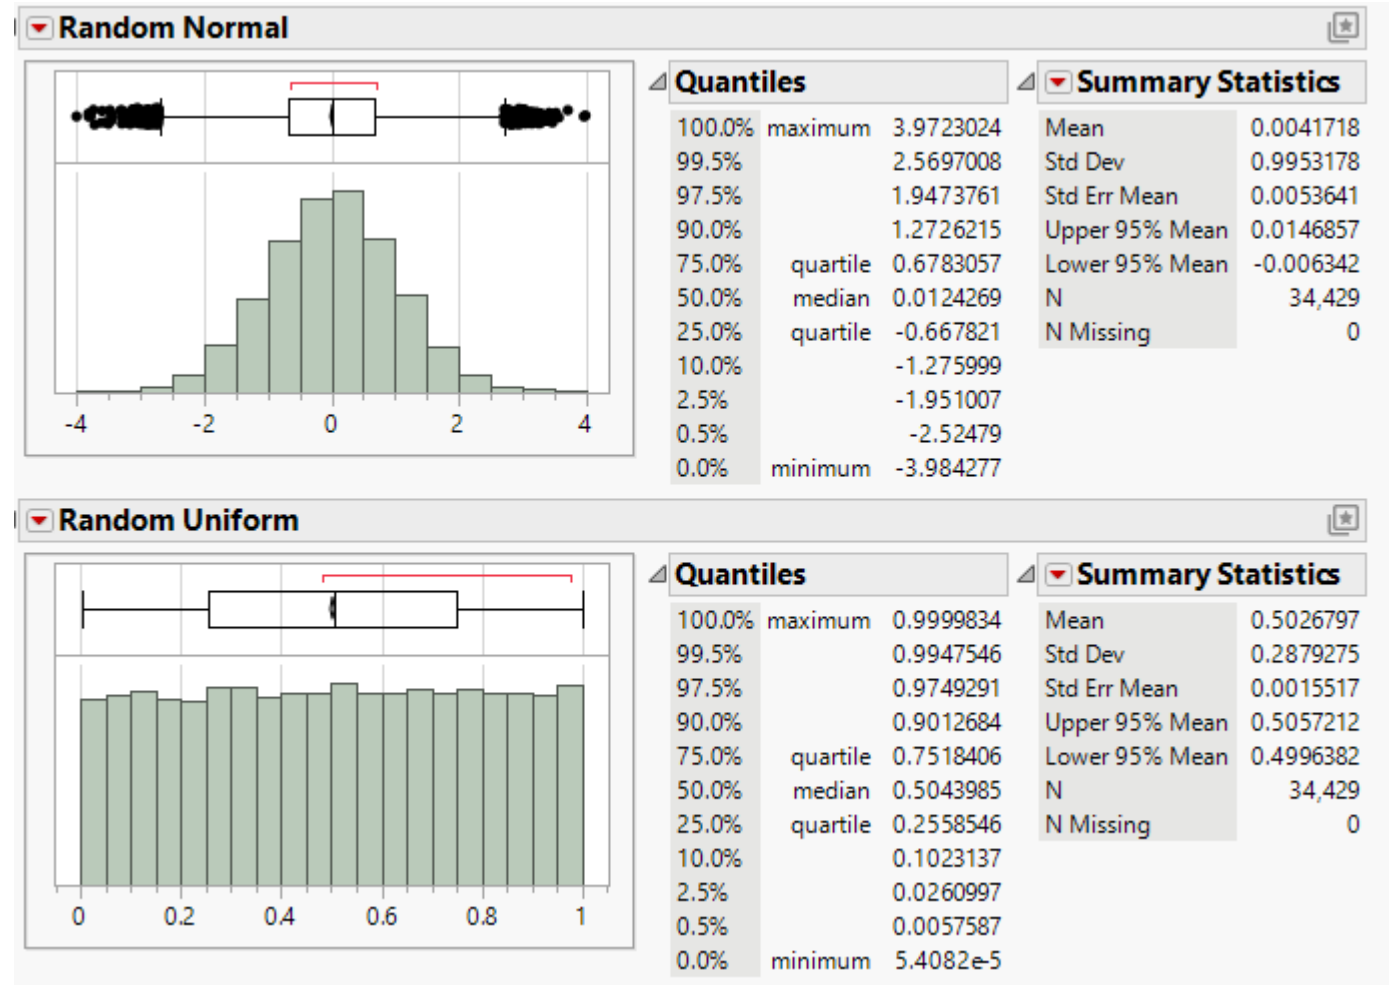 Random Normal
Quantiles
100.0% maximum 3.9723024
99.5% 2.5697008
97.5% 1.9473761
90.0% 1.2726215
75.0% quartile 0.6783057
50.0% median 0.0124269
25.0% quartile -0.667821
10.0% -1.275999
2.5% -1.951007
0.5% -2.52479
0.0% minimum -3.984277
Summary Statistics
Mean 0.0041718
Std Dev 0.9953178
Std Err Mean 0.0053641
Upper 95% Mean 0.0146857
Lower 95% Mean -0.006342
N 34,429
N Missing 0
-4 -2 0 2 4
Random Uniform
Quantiles
100.0% maximum 0.9999834
99.5% 0.9947546
97.5% 0.9749291
90.0% 0.9012684
75.0% quartile 0.7518406
50.0% median 0.5043985
25.0% quartile 0.2558546
10.0% 0.1023137
2.5% 0.0260997
0.5% 0.0057587
0.0% minimum 5.4082e-5
Summary Statistics
Mean 0.5026797
Std Dev 0.2879275
Std Err Mean 0.0015517
Upper 95% Mean 0.5057212
Lower 95% Mean 0.4996382
N 34,429
N Missing 0
0 0.2 0.4 0.6 0.8 1